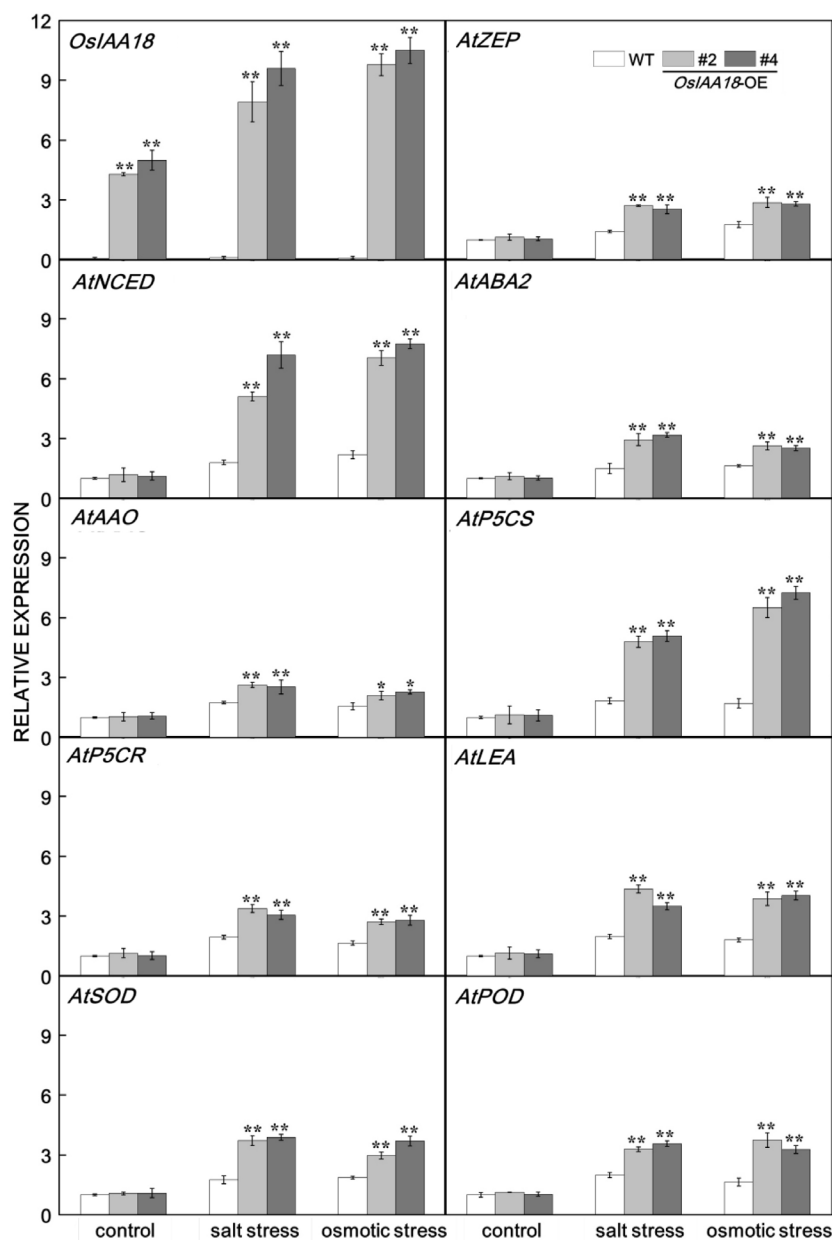 RELATIVE EXPRESSION
12
9
6
3
0
OsIAA18
** ** ** ** ** **
AtZEP
WT #2 #4
OsIAA18-OE
** ** ** **
9
6
3
0
AtNCED
** ** ** **
AtABA2
** ** ** **
9
6
3
0
AtAAO
** ** * *
AtP5CS
** ** ** **
9
6
3
0
AtP5CR
** ** ** **
AtLEA
** ** ** **
9
6
3
0
AtSOD
** ** ** **
AtPOD
** ** ** **
control salt stress osmotic stress control salt stress osmotic stress